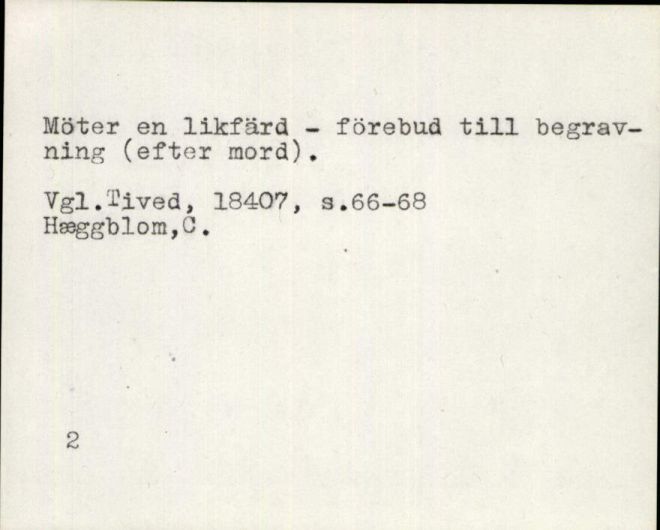 Möter en likfärd - förebud till begrav-
ning (efter mord).
Vgl.Tived, 18407, s.66-68
Hæggblom,C.
2